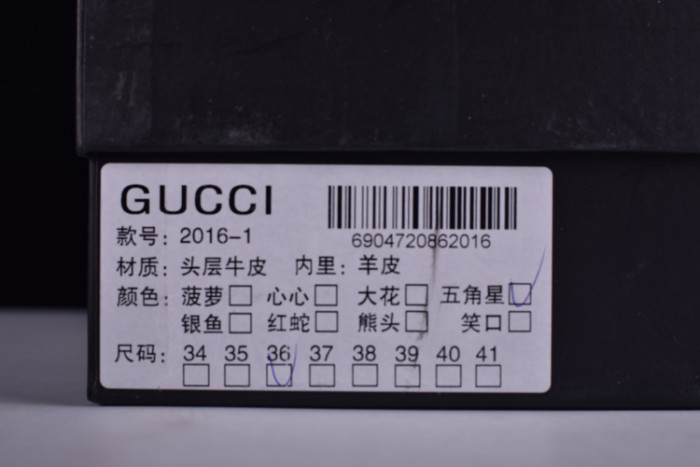 GUCCI
6904720862016
款号: 2016-1
材质: 头层牛皮 内里: 羊皮
颜色: 菠萝 心心 大花 五角星
银鱼 红蛇 熊头 笑口
尺码: 34 35 36 37 38 39 40 41